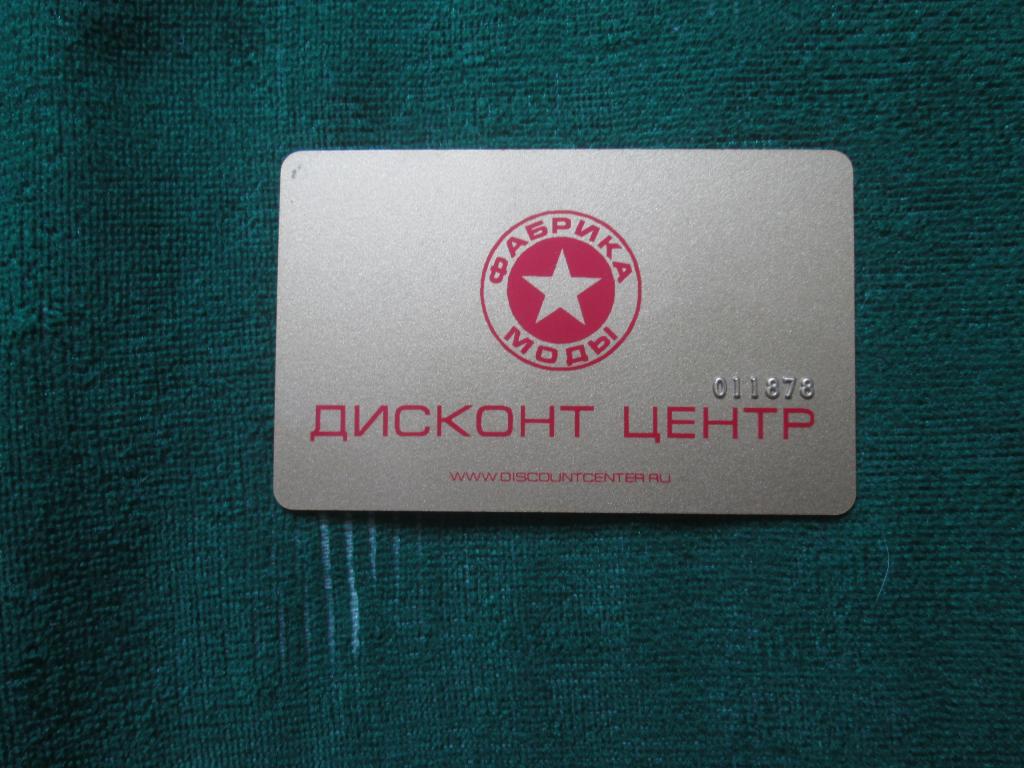 ФАБРИКА
МОДЫ
011878
ДИСКОНТ ЦЕНТР
WWW.DISCOUNTCENTER.RU